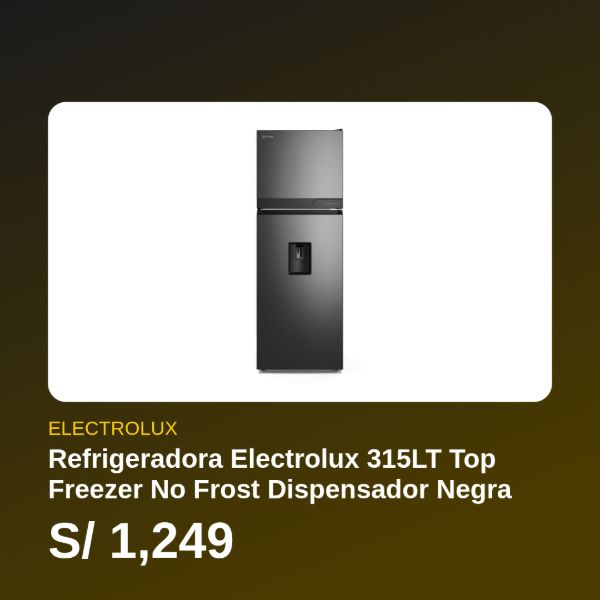 ELECTROLUX
Refrigeradora Electrolux 315LT Top
Freezer No Frost Dispensador Negra
S/ 1,249